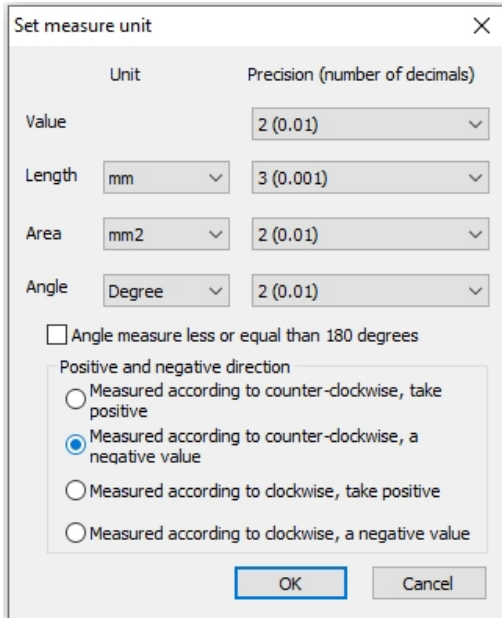 Set measure unit
Unit Precision (number of decimals)
Value 2 (0.01)
Length mm 3 (0.001)
Area mm2 2 (0.01)
Angle Degree 2 (0.01)
Angle measure less or equal than 180 degrees
Positive and negative direction
Measured according to counter-clockwise, take
positive
Measured according to counter-clockwise, a
negative value
Measured according to clockwise, take positive
Measured according to clockwise, a negative value
OK Cancel